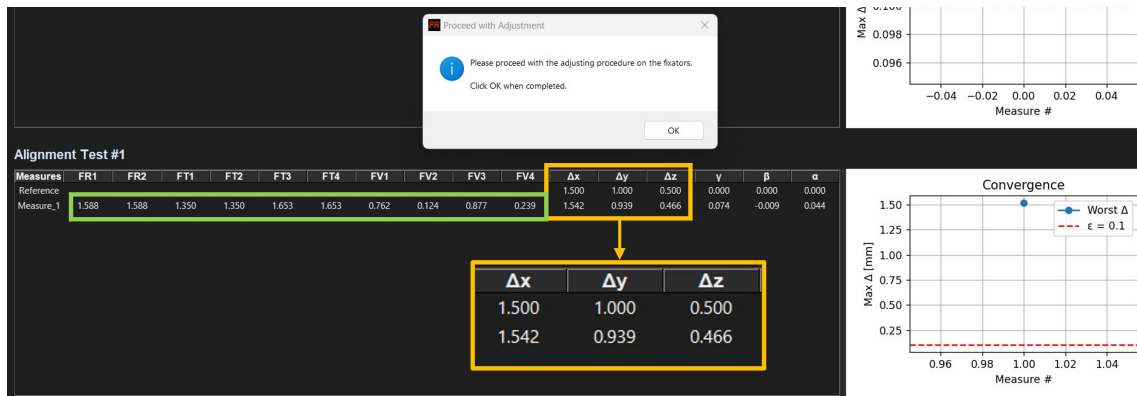 Proceed with Adjustment
Please proceed with the adjusting procedure on the fixators.
Click OK when completed.
OK
Max Δ
0.098
0.096
−0.04 −0.02 0.00 0.02 0.04
Measure #
Alignment Test #1
Measures FR1 FR2 FT1 FT2 FT3 FT4 FV1 FV2 FV3 FV4 Δx Δy Δz γ β α
Reference 1.500 1.000 0.500 0.000 0.000 0.000
Measure_1 1.588 1.588 1.350 1.350 1.653 1.653 0.762 0.124 0.877 0.239 1.542 0.939 0.466 0.074 -0.009 0.044
Δx Δy Δz
1.500 1.000 0.500
1.542 0.939 0.466
Convergence
Max Δ [mm]
1.50
1.25
1.00
0.75
0.50
0.25
Worst Δ
ε = 0.1
0.96 0.98 1.00 1.02 1.04
Measure #